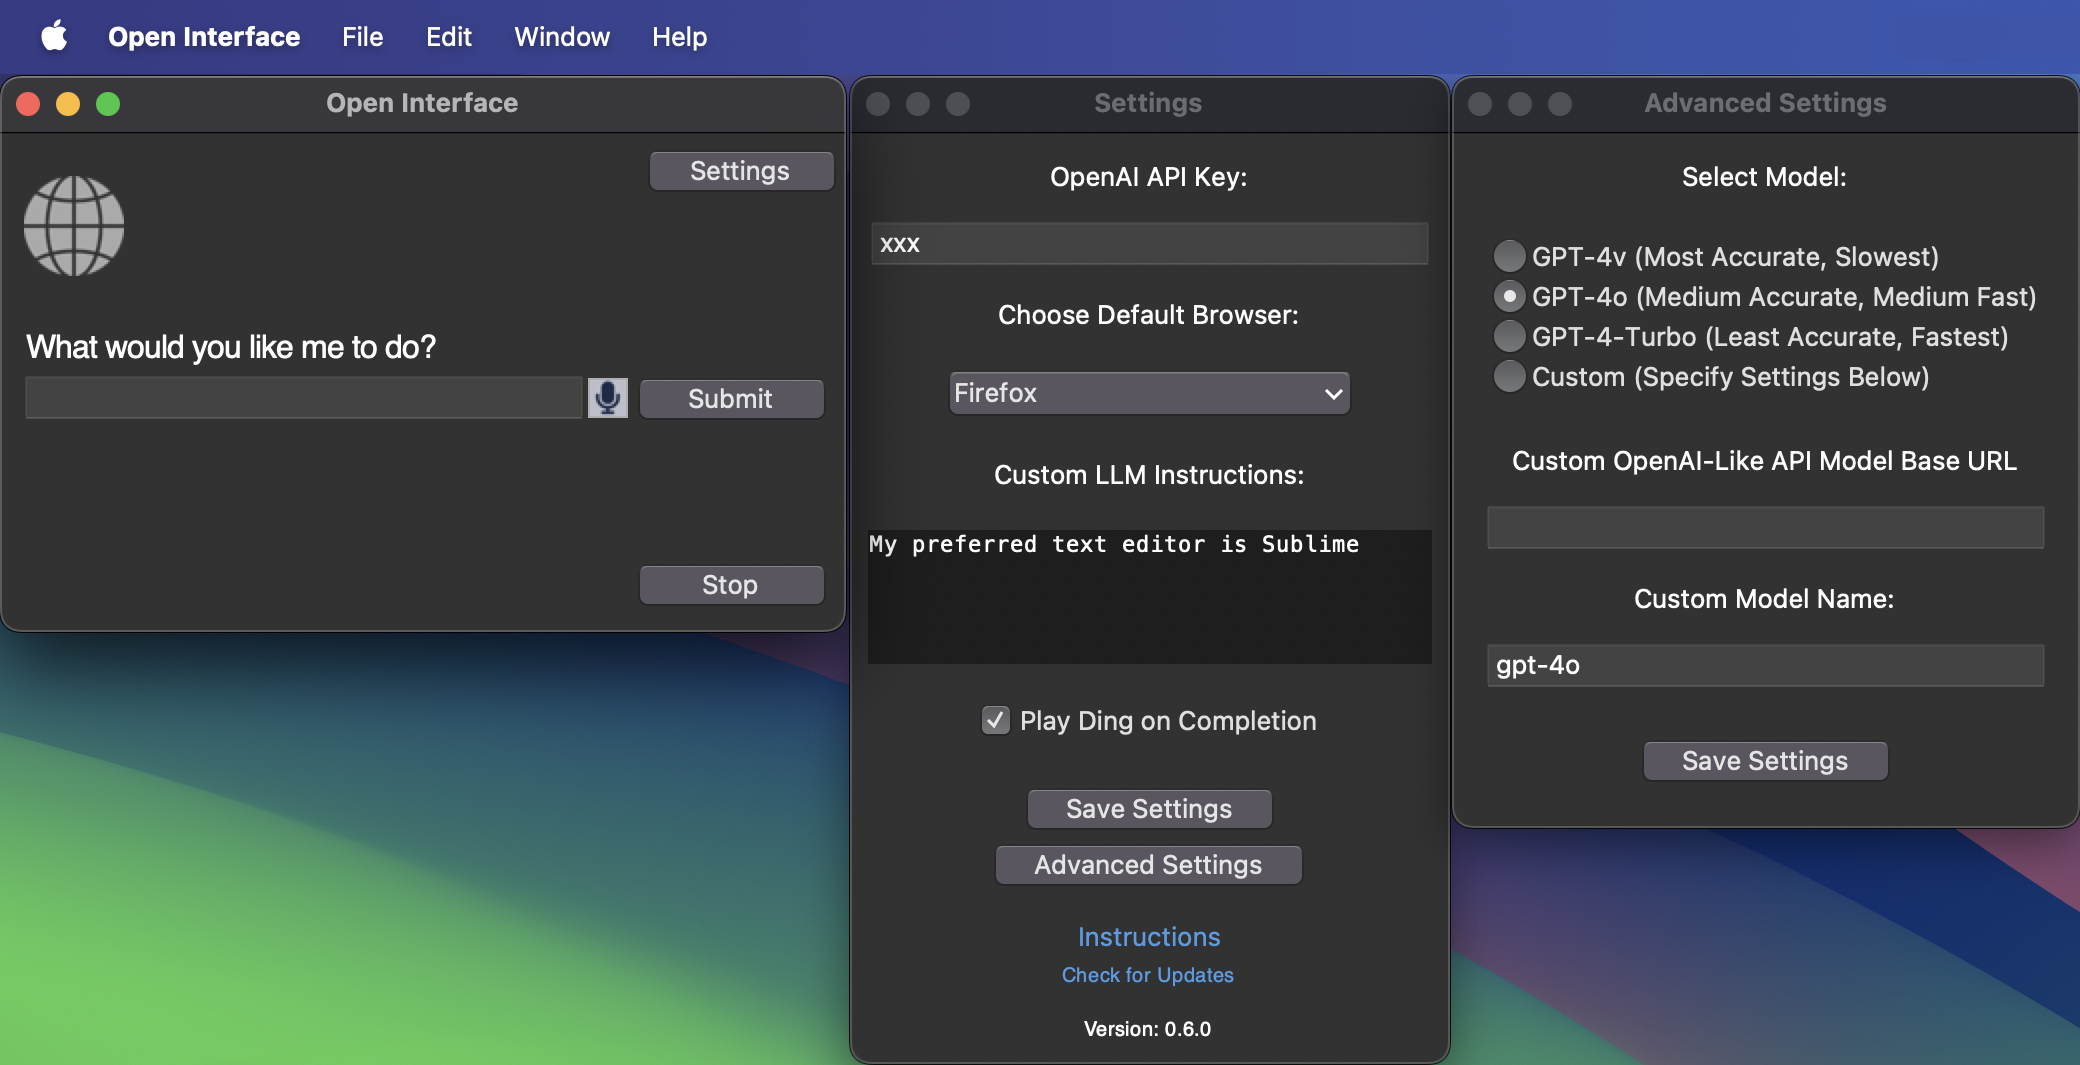 Open Interface File Edit Window Help
Open Interface
Settings
What would you like me to do?
Submit
Stop
Settings
OpenAI API Key:
xxx
Choose Default Browser:
Firefox
Custom LLM Instructions:
My preferred text editor is Sublime
Play Ding on Completion
Save Settings
Advanced Settings
Instructions
Check for Updates
Version: 0.6.0
Advanced Settings
Select Model:
GPT-4v (Most Accurate, Slowest)
GPT-4o (Medium Accurate, Medium Fast)
GPT-4-Turbo (Least Accurate, Fastest)
Custom (Specify Settings Below)
Custom OpenAI-Like API Model Base URL
Custom Model Name:
gpt-4o
Save Settings